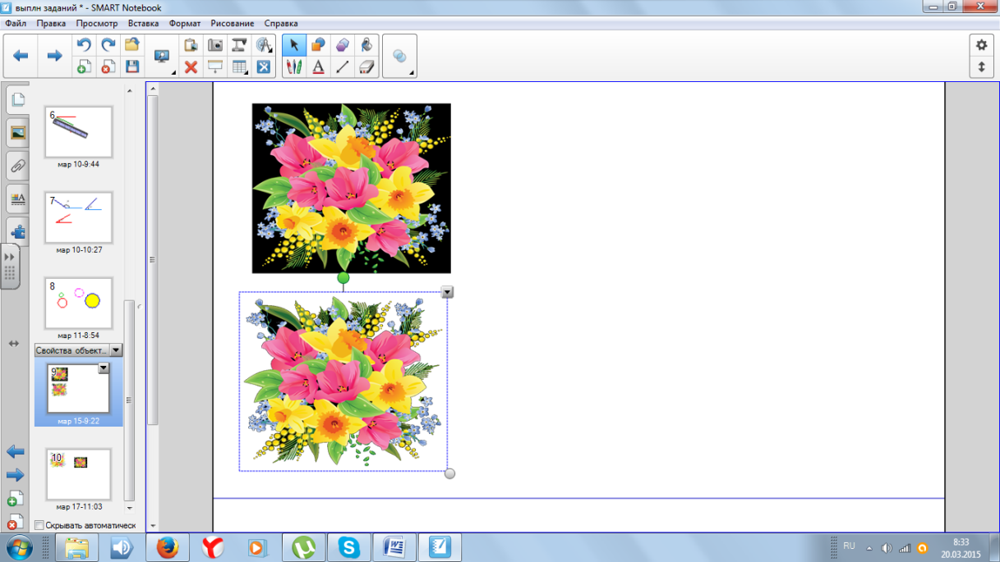 выплн заданий * - SMART Notebook
Файл Правка Просмотр Вставка Формат Рисование Справка
6
мар 10-9:44
7
мар 10-10:27
8
мар 11-8:54
Свойства объект...
9
мар 15-9:22
10
мар 17-11:03
Скрывать автоматическ
RU
8:33
20.03.2015